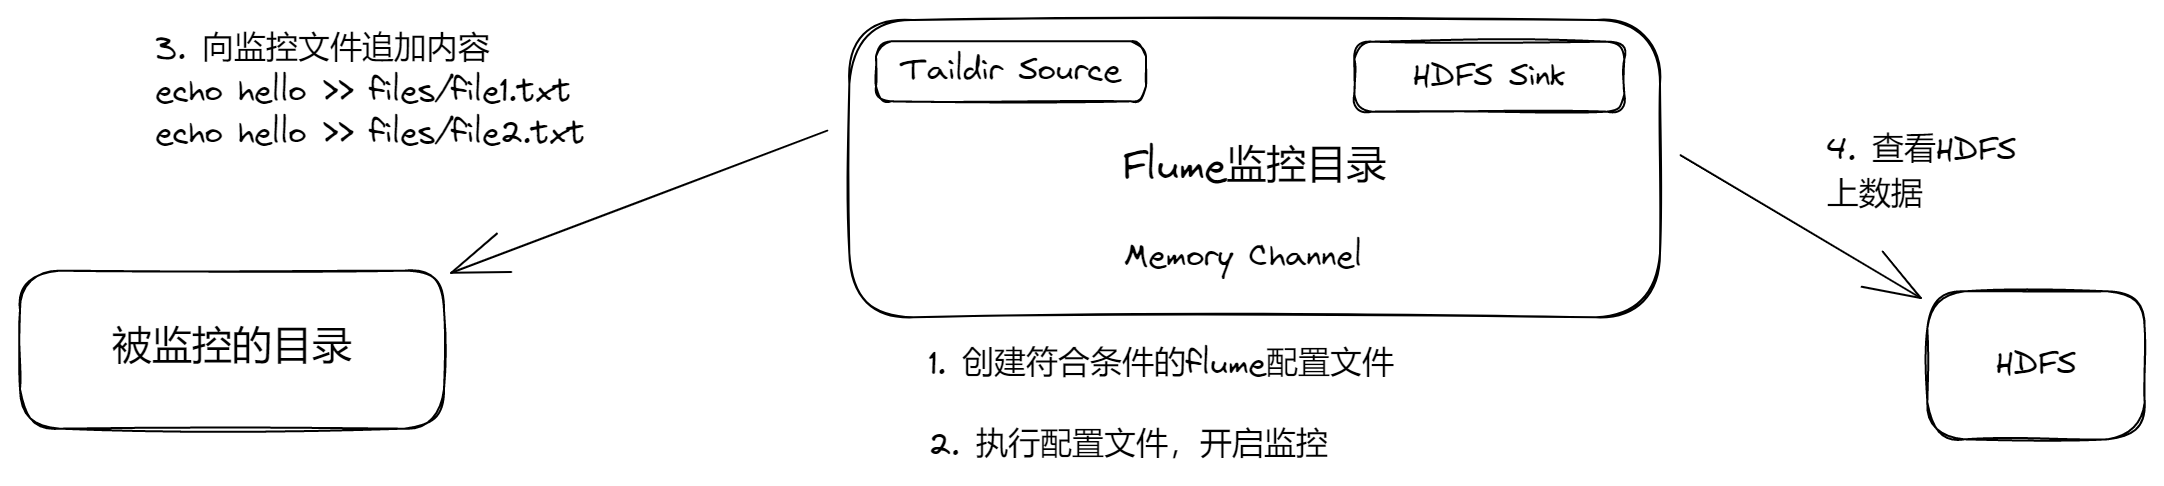 3. 向监控文件追加内容
echo hello >> files/file1.txt
echo hello >> files/file2.txt
Taildir Source
HDFS Sink
Flume监控目录
Memory Channel
4. 查看HDFS
上数据
被监控的目录
1. 创建符合条件的flume配置文件
2. 执行配置文件，开启监控
HDFS